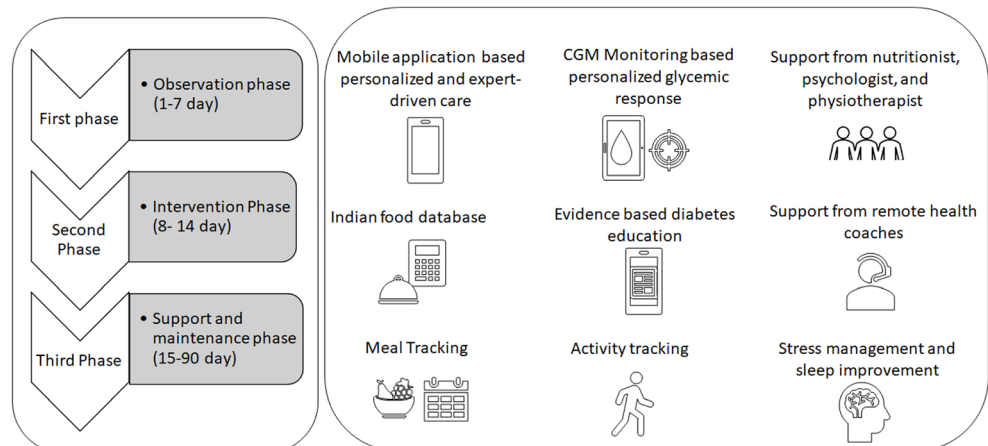 First phase
• Observation phase
(1-7 day)
Second
Phase
• Intervention Phase
(8- 14 day)
Third Phase
• Support and
maintenance phase
(15-90 day)
Mobile application based
personalized and expert-
driven care
CGM Monitoring based
personalized glycemic
response
Support from nutritionist,
psychologist, and
physiotherapist
Indian food database
Evidence based diabetes
education
Support from remote health
coaches
Meal Tracking
Activity tracking
Stress management and
sleep improvement